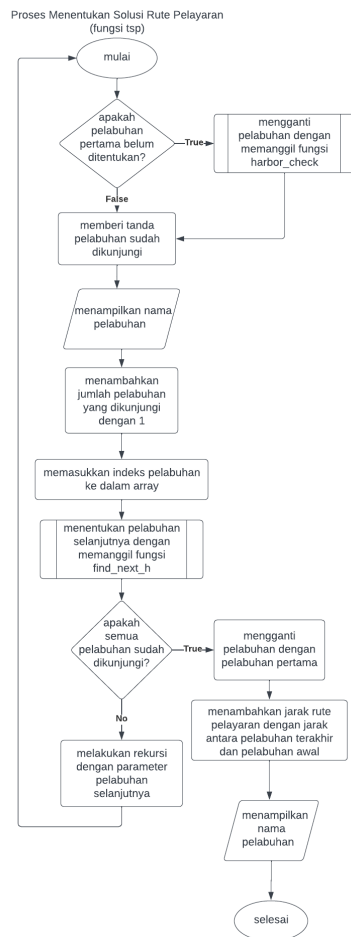 Proses Menentukan Solusi Rute Pelayaran
(fungsi tsp)
mulai
apakah
pelabuhan
pertama belum
ditentukan?
True
mengganti
pelabuhan dengan
memanggil fungsi
harbor_check
False
memberi tanda
pelabuhan sudah
dikunjungi
menampilkan nama
pelabuhan
menambahkan
jumlah pelabuhan
yang dikunjungi
dengan 1
memasukkan indeks pelabuhan
ke dalam array
menentukan pelabuhan
selanjutnya dengan
memanggil fungsi
find_next_h
apakah
semua
pelabuhan sudah
dikunjungi?
True
mengganti
pelabuhan dengan
pelabuhan pertama
menambahkan jarak rute
pelayaran dengan jarak
antara pelabuhan terakhir
dan pelabuhan awal
No
melakukan rekursi
dengan parameter
pelabuhan
selanjutnya
menampilkan
nama
pelabuhan
selesai